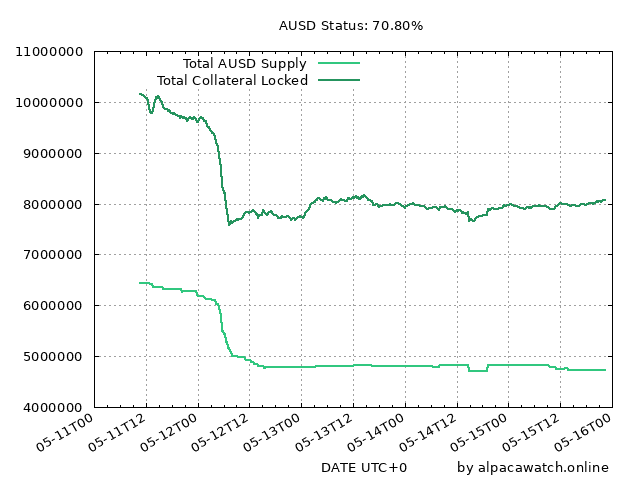 AUSD Status: 70.80%
Total AUSD Supply
Total Collateral Locked
11000000
10000000
9000000
8000000
7000000
6000000
5000000
4000000
05-11T00
05-11T12
05-12T00
05-12T12
05-13T00
05-13T12
05-14T00
05-14T12
05-15T00
05-15T12
05-16T00
DATE UTC+0
by alpacawatch.online